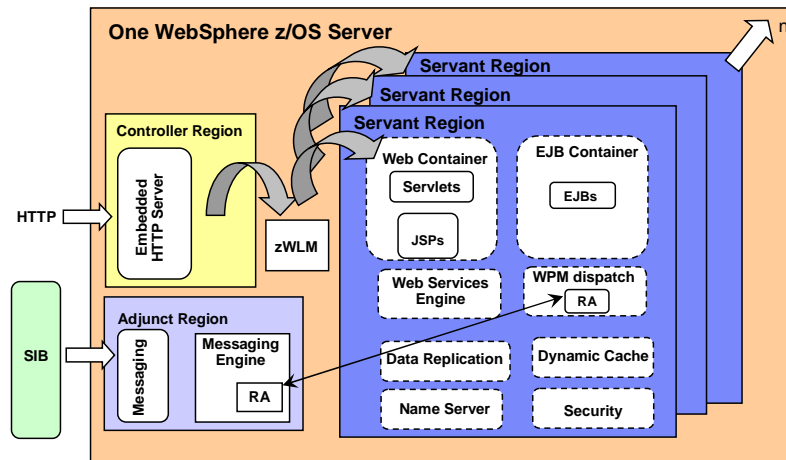 One WebSphere z/OS Server
n
Servant Region
Servant Region
Servant Region
Controller Region
Embedded
HTTP Server
HTTP
zWLM
Web Container
Servlets
JSPs
EJB Container
EJBs
Web Services
Engine
WPM dispatch
RA
Adjunct Region
SIB
Messaging
Messaging
Engine
RA
Data Replication
Dynamic Cache
Name Server
Security